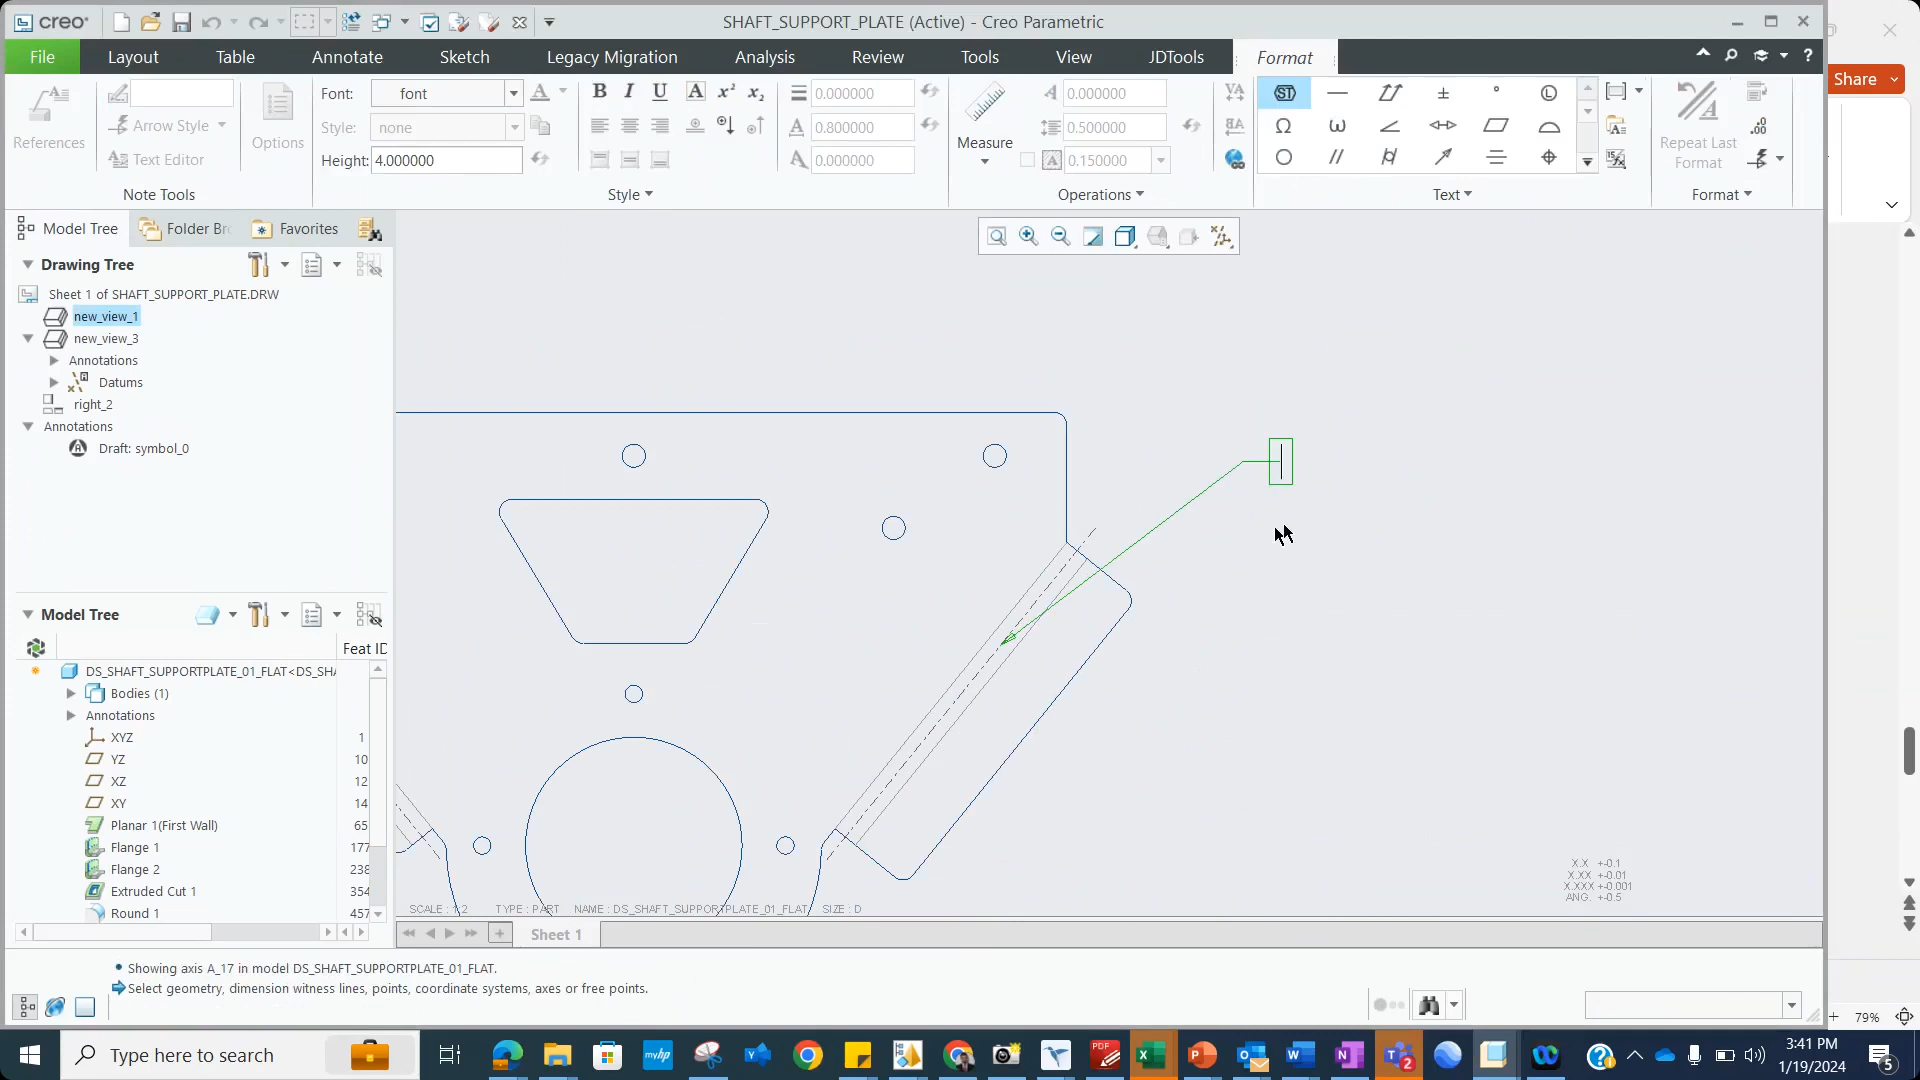 creo
SHAFT_SUPPORT_PLATE (Active) - Creo Parametric
File Layout Table Annotate Sketch Legacy Migration Analysis Review Tools View JDTools Format
Share
References
Arrow Style
Text Editor
Note Tools
Options
Font: font
Style: none
Height: 4.000000
Style
B I U A
0.000000
0.800000
0.000000
Measure
0.000000
0.500000
0.150000
Operations
Text
Repeat Last
Format
Format
Model Tree Folder Br Favorites
Drawing Tree
Sheet 1 of SHAFT_SUPPORT_PLATE.DRW
new_view_1
new_view_3
Annotations
Datums
right_2
Annotations
Draft: symbol_0
Model Tree
Feat ID
DS_SHAFT_SUPPORTPLATE_01_FLAT<DS_SHA
Bodies (1)
Annotations
XYZ 1
YZ 10
XZ 12
XY 14
Planar 1(First Wall) 65
Flange 1 177
Flange 2 238
Extruded Cut 1 354
Round 1 457
X.X +-0.1
X.XX +-0.01
X.XXX +-0.001
ANG. +-0.5
SCALE : 1:2 TYPE : PART NAME : DS_SHAFT_SUPPORTPLATE_01_FLAT SIZE : D
Sheet 1
Showing axis A_17 in model DS_SHAFT_SUPPORTPLATE_01_FLAT.
Select geometry, dimension witness lines, points, coordinate systems, axes or free points.
79%
Type here to search
3:41 PM
1/19/2024
5